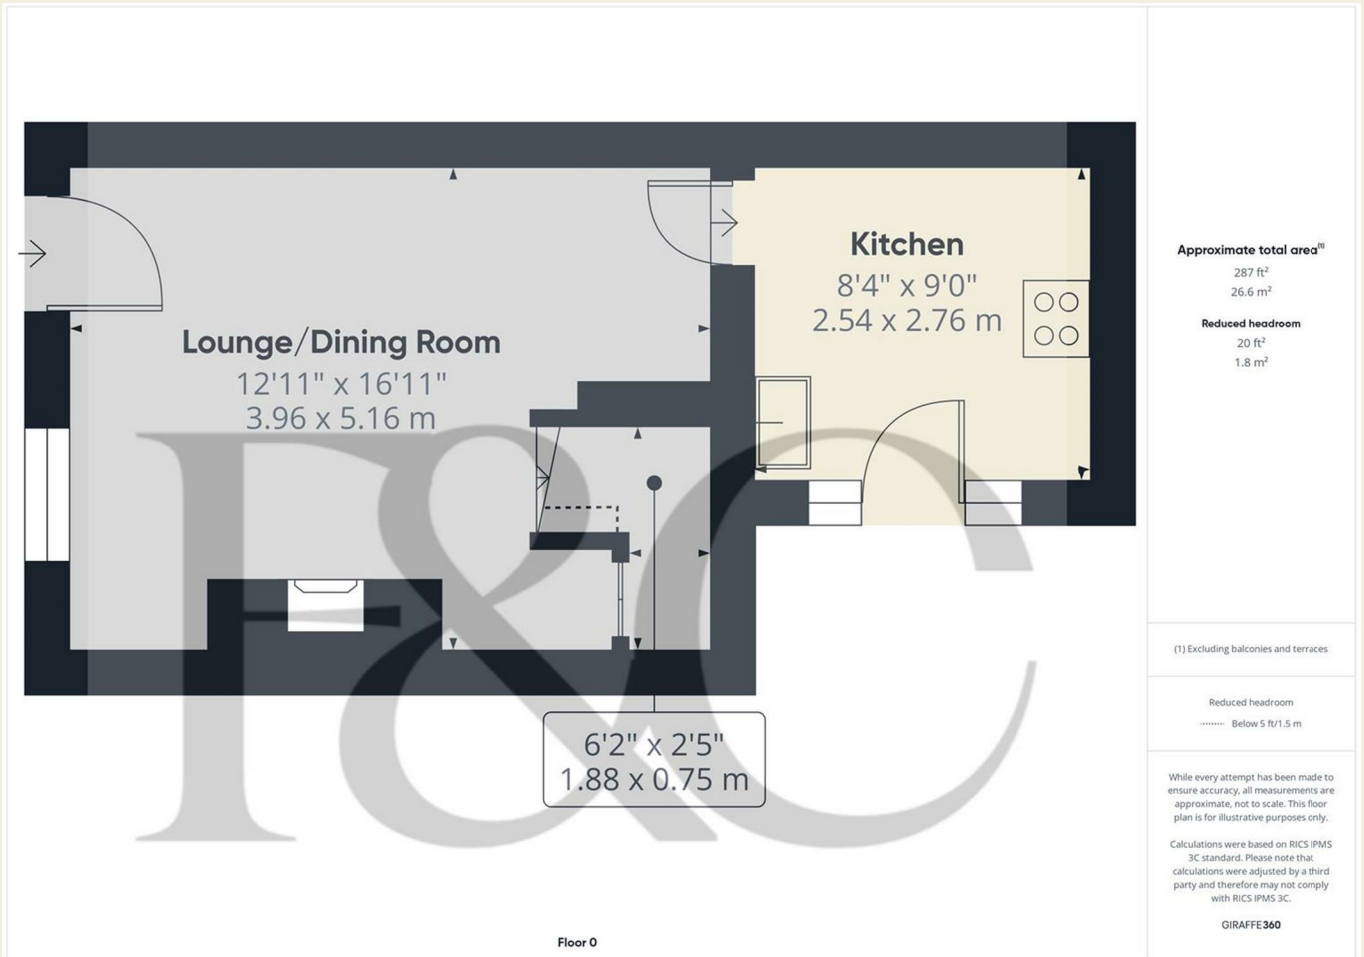 Kitchen
8'4" x 9'0"
2.54 x 2.76 m
Lounge/Dining Room
12'11" x 16'11"
3.96 x 5.16 m
F&C
6'2" x 2'5"
1.88 x 0.75 m
Floor 0
Approximate total area(1)
287 ft²
26.6 m²
Reduced headroom
20 ft²
1.8 m²
(1) Excluding balconies and terraces
Reduced headroom
Below 5 ft/1.5 m
While every attempt has been made to
ensure accuracy, all measurements are
approximate, not to scale. This floor
plan is for illustrative purposes only.
Calculations were based on RICS IPMS
3C standard. Please note that
calculations were adjusted by a third
party and therefore may not comply
with RICS IPMS 3C.
GIRAFFE360